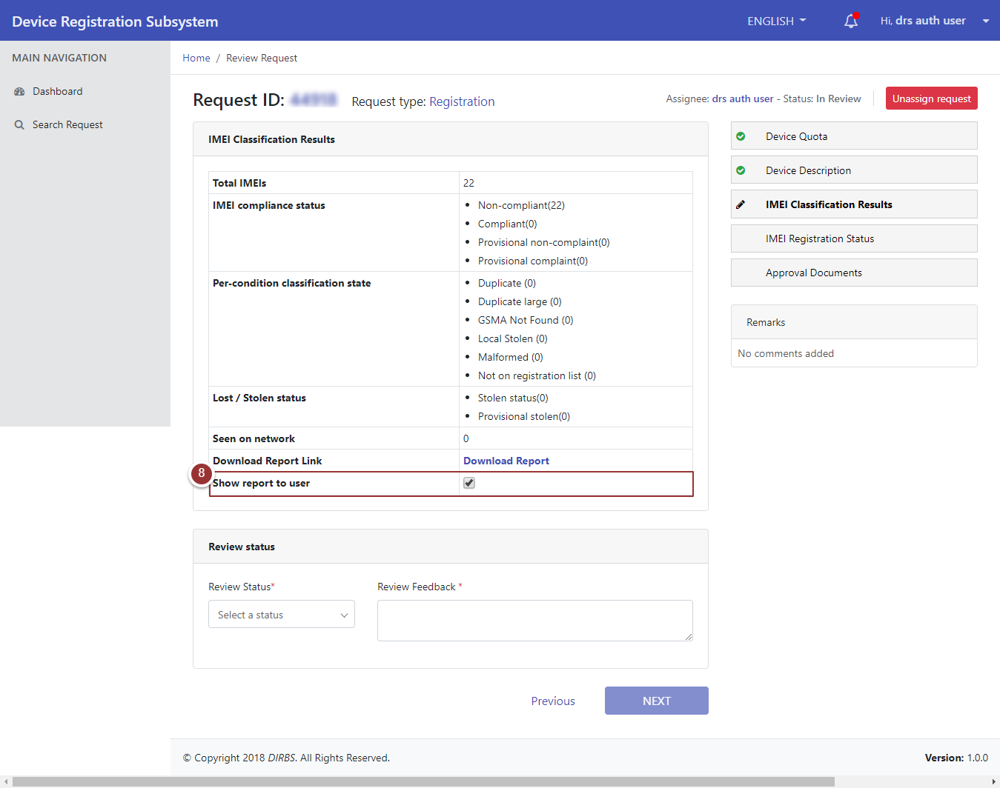 Device Registration Subsystem
ENGLISH
Hi, drs auth user
MAIN NAVIGATION
Dashboard
Search Request
Home / Review Request
Request ID:
Request type: Registration
Assignee: drs auth user - Status: In Review
Unassign request
IMEI Classification Results
Total IMEIs 22
IMEI compliance status
Non-compliant(22)
Compliant(0)
Provisional non-complaint(0)
Provisional complaint(0)
Per-condition classification state
Duplicate (0)
Duplicate large (0)
GSMA Not Found (0)
Local Stolen (0)
Malformed (0)
Not on registration list (0)
Lost / Stolen status
Stolen status(0)
Provisional stolen(0)
Seen on network 0
Download Report Link Download Report
8
Show report to user
Device Quota
Device Description
IMEI Classification Results
IMEI Registration Status
Approval Documents
Remarks
No comments added
Review status
Review Status*
Select a status
Review Feedback *
Previous
NEXT
© Copyright 2018 DIRBS. All Rights Reserved.
Version: 1.0.0